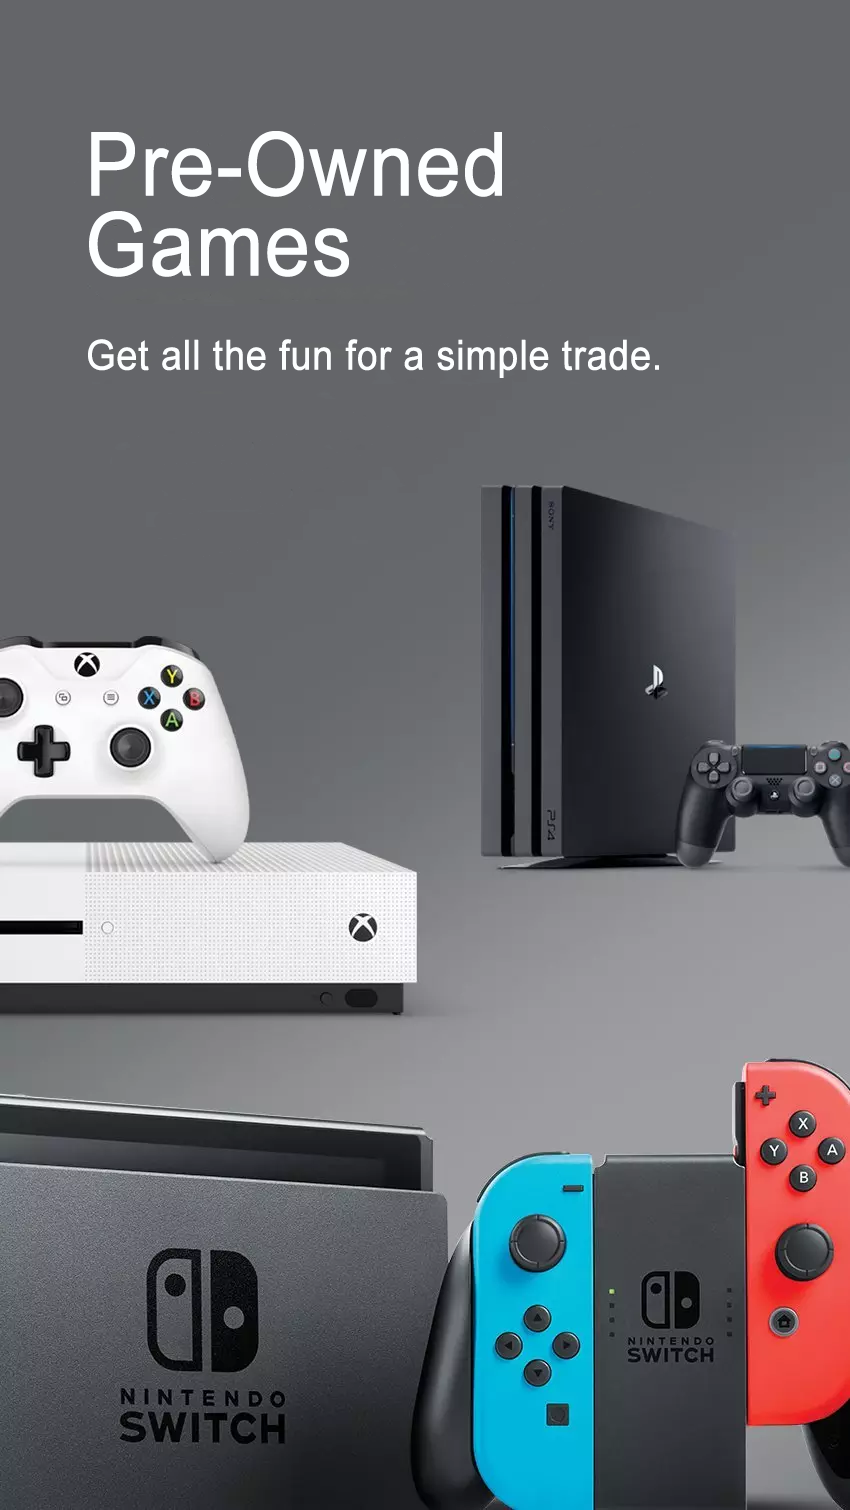 Pre-Owned
Games
Get all the fun for a simple trade.
SONY
PS4
Y
X
B
A
X
Y
A
B
NINTENDO
SWITCH
NINTENDO
SWITCH